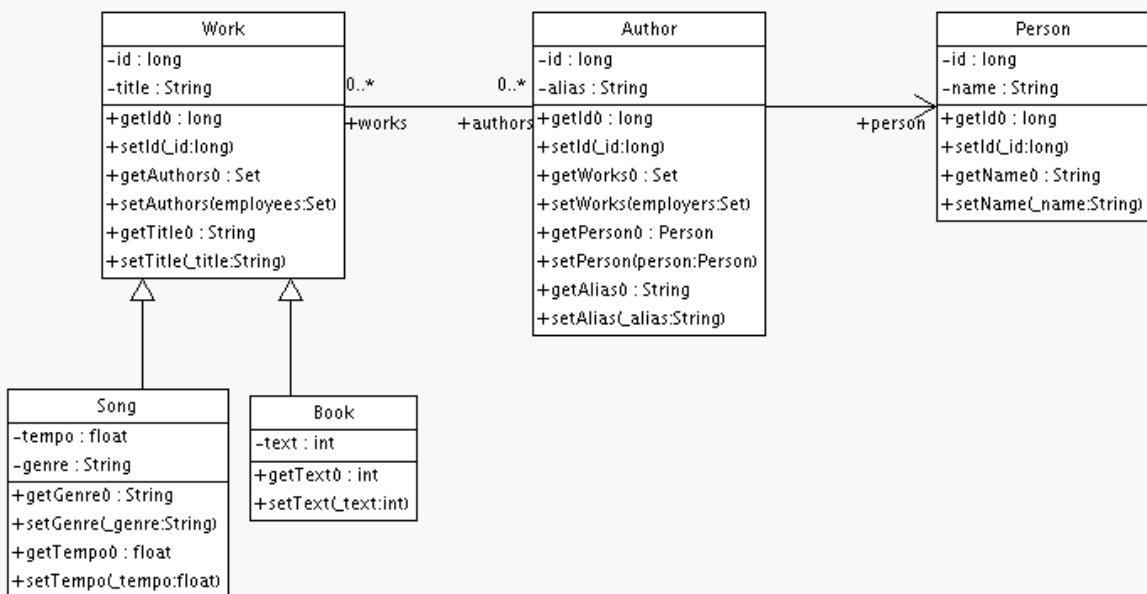 Work
-id : long
-title : String
+getId() : long
+setId(_id:long)
+getAuthors() : Set
+setAuthors(employees:Set)
+getTitle() : String
+setTitle(_title:String)
0..*
+works
0..*
+authors
Author
-id : long
-alias : String
+getId() : long
+setId(_id:long)
+getWorks() : Set
+setWorks(employers:Set)
+getPerson() : Person
+setPerson(person:Person)
+getAlias() : String
+setAlias(_alias:String)
+person
Person
-id : long
-name : String
+getId() : long
+setId(_id:long)
+getName() : String
+setName(_name:String)
Song
-tempo : float
-genre : String
+getGenre() : String
+setGenre(_genre:String)
+getTempo() : float
+setTempo(_tempo:float)
Book
-text : int
+getText() : int
+setText(_text:int)